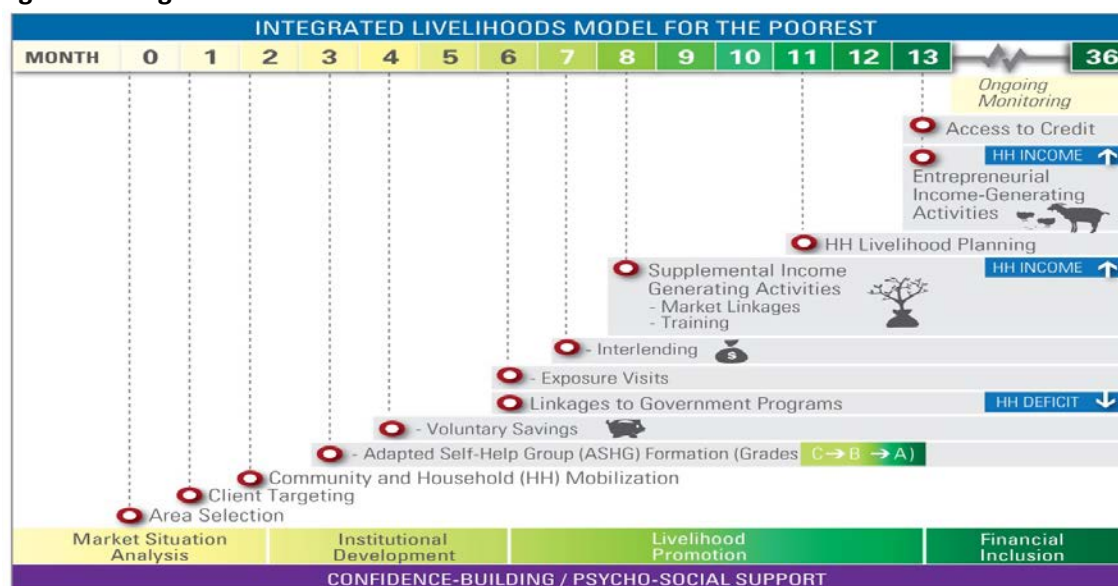 INTEGRATED LIVELIHOODS MODEL FOR THE POOREST
MONTH 0 1 2 3 4 5 6 7 8 9 10 11 12 13 36
Ongoing
Monitoring
Access to Credit
HH INCOME ↑
Entrepreneurial
Income-Generating
Activities
HH Livelihood Planning
HH INCOME ↑
Supplemental Income
Generating Activities
- Market Linkages
- Training
- Interlending $
- Exposure Visits
Linkages to Government Programs HH DEFICIT ↓
- Voluntary Savings
- Adapted Self-Help Group (ASHG) Formation (Grades C→B →A)
Community and Household (HH) Mobilization
Client Targeting
Area Selection
Market Situation
Analysis
Institutional
Development
Livelihood
Promotion
Financial
Inclusion
CONFIDENCE-BUILDING / PSYCHO-SOCIAL SUPPORT